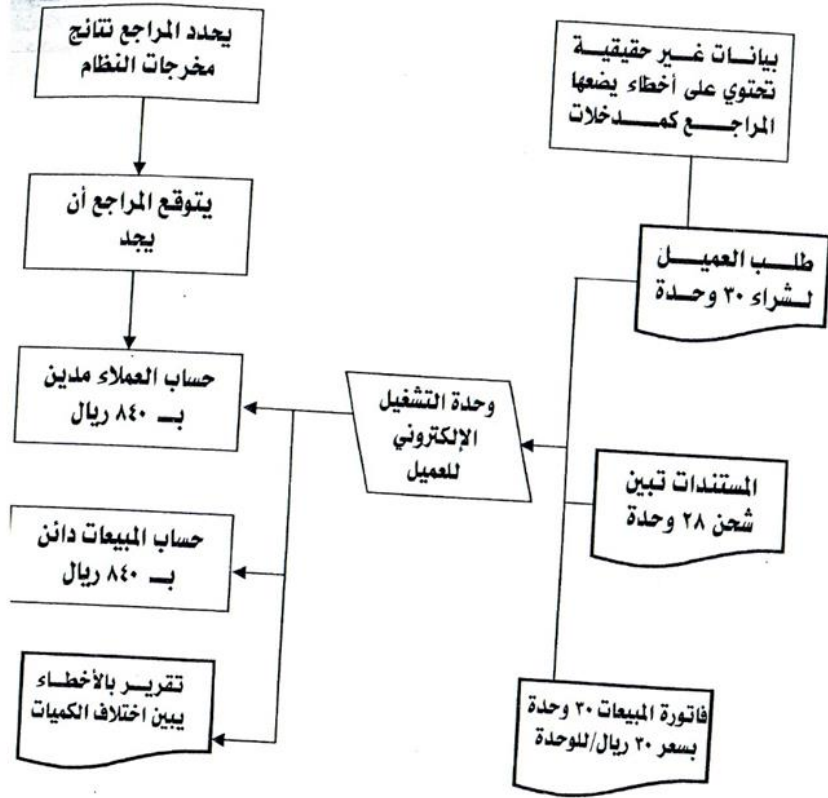 بيانات غير حقيقية
تحتوي على أخطاء يضعها
المراجع كمدخلات
طلب العميل
لشراء ٣٠ وحدة
المستندات تبين
شحن ٢٨ وحدة
فاتورة المبيعات ٣٠ وحدة
بسعر ٣٠ ريال/للوحدة
وحدة التشغيل
الإلكتروني
للعميل
يحدد المراجع نتائج
مخرجات النظام
يتوقع المراجع أن
يجد
حساب العملاء مدين
بـ ٨٤٠ ريال
حساب المبيعات دائن
بـ ٨٤٠ ريال
تقرير بالأخطاء
يبين اختلاف الكميات